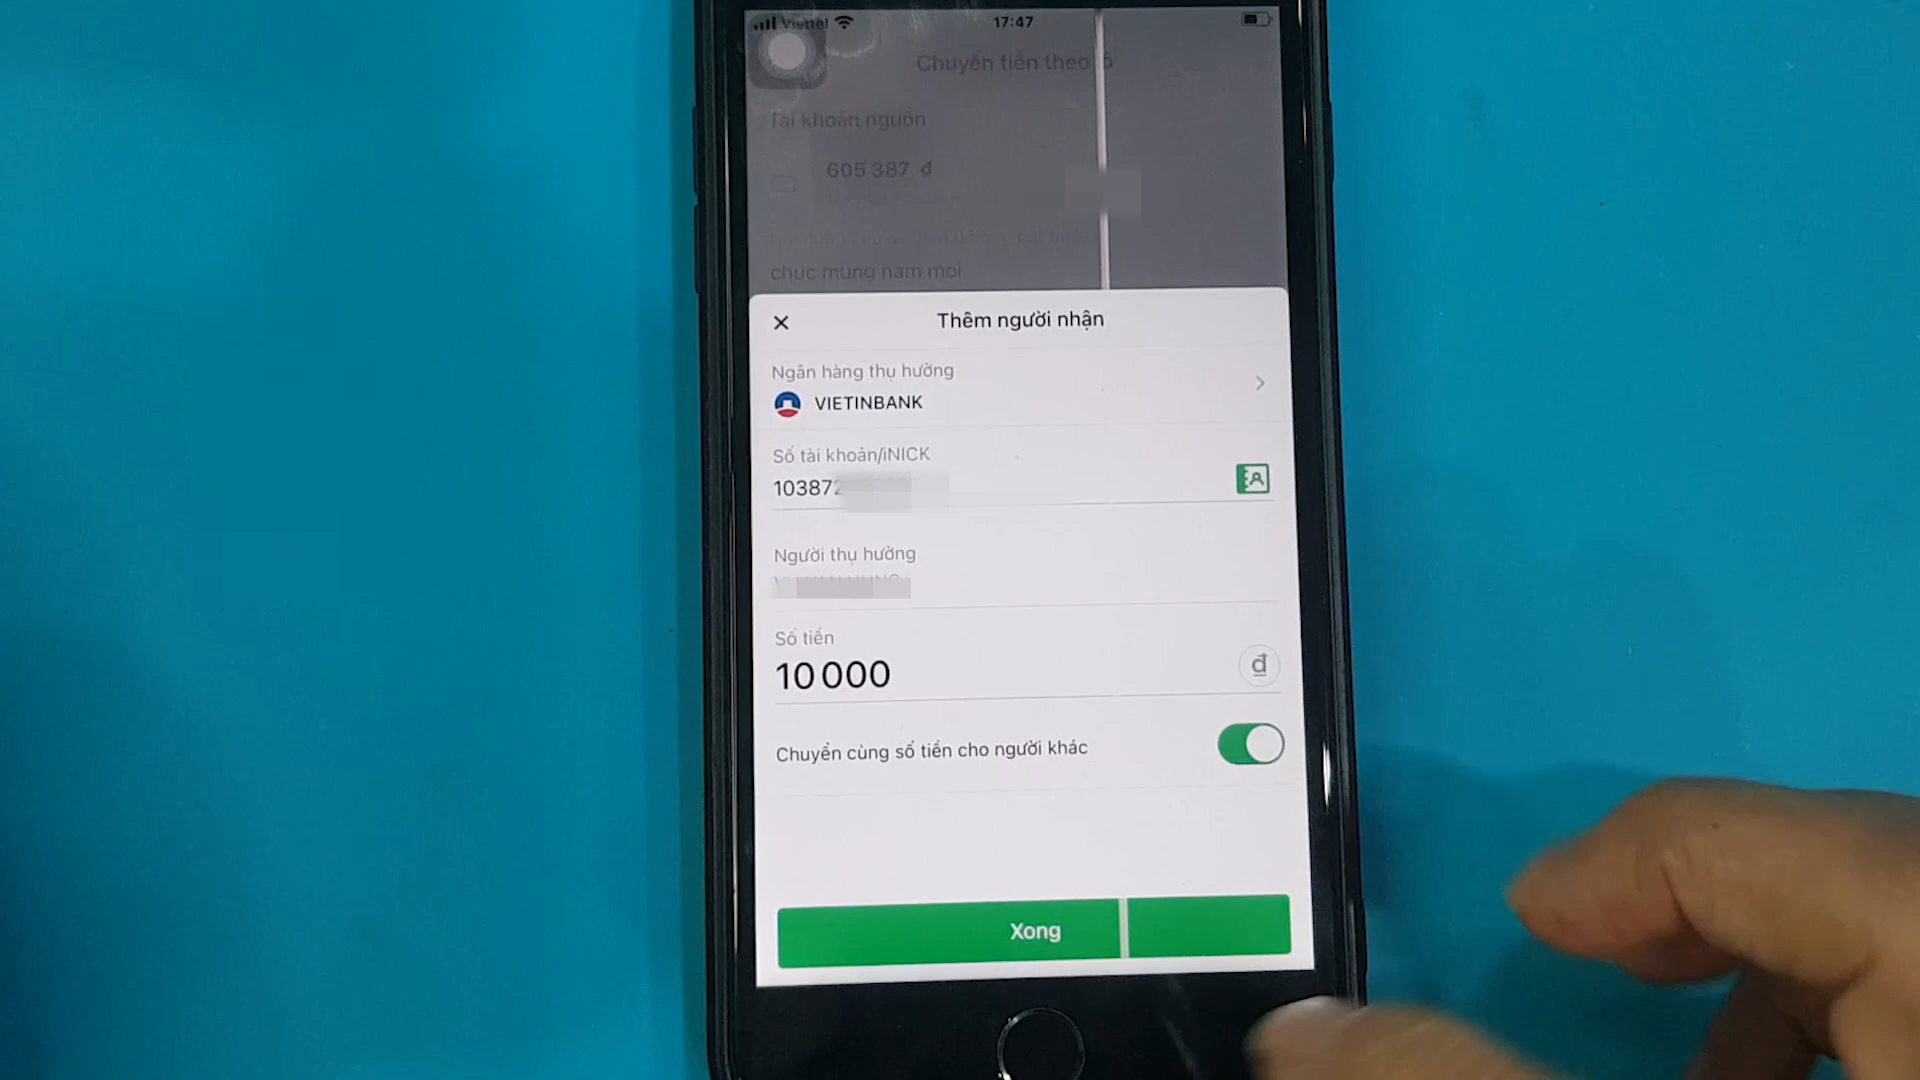 Viettel
17:47
Chuyển tiền theo
Tài khoản nguồn
605 387 đ
chuc mung nam moi
Thêm người nhận
Ngân hàng thụ hưởng
VIETINBANK
Số tài khoản/iNICK
103872
Người thụ hưởng
Số tiền
10 000
đ
Chuyển cùng số tiền cho người khác
Xong